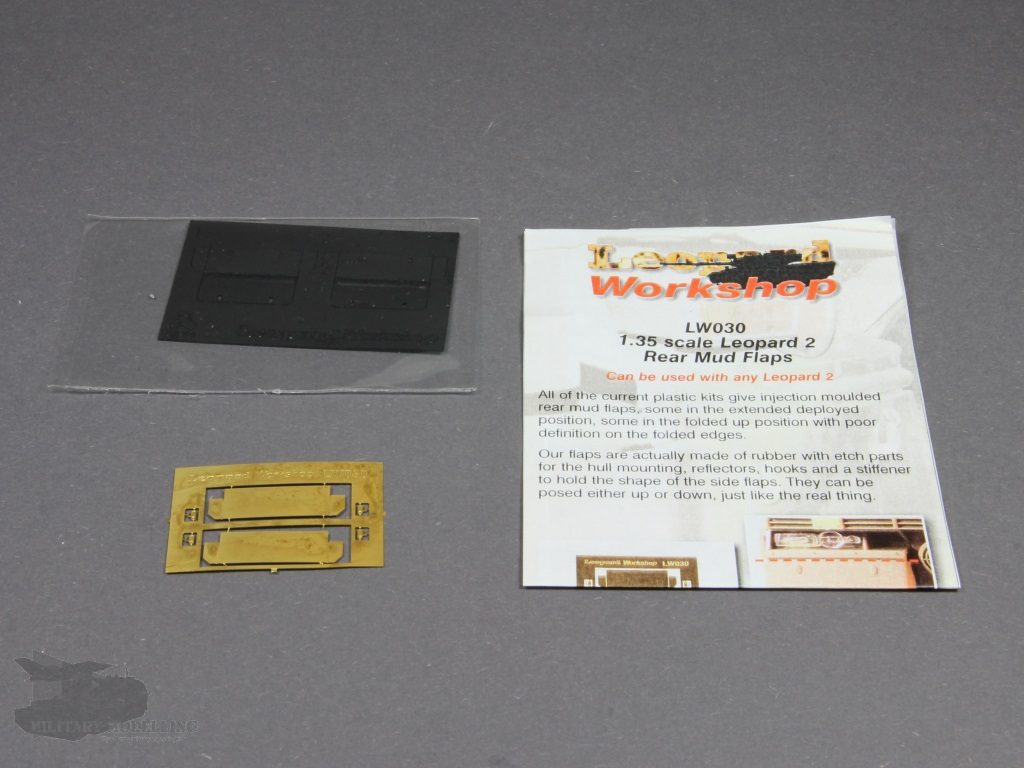 Leopard
Workshop
LW030
1.35 scale Leopard 2
Rear Mud Flaps
Can be used with any Leopard 2
All of the current plastic kits give injection moulded
rear mud flaps, some in the extended deployed
position, some in the folded up position with poor
definition on the folded edges.
Our flaps are actually made of rubber with etch parts
for the hull mounting, reflectors, hooks and a stiffener
to hold the shape of the side flaps. They can be
posed either up or down, just like the real thing.
Leopard Workshop LW030
Leopard Workshop LW030
MILITARY-MODELLING